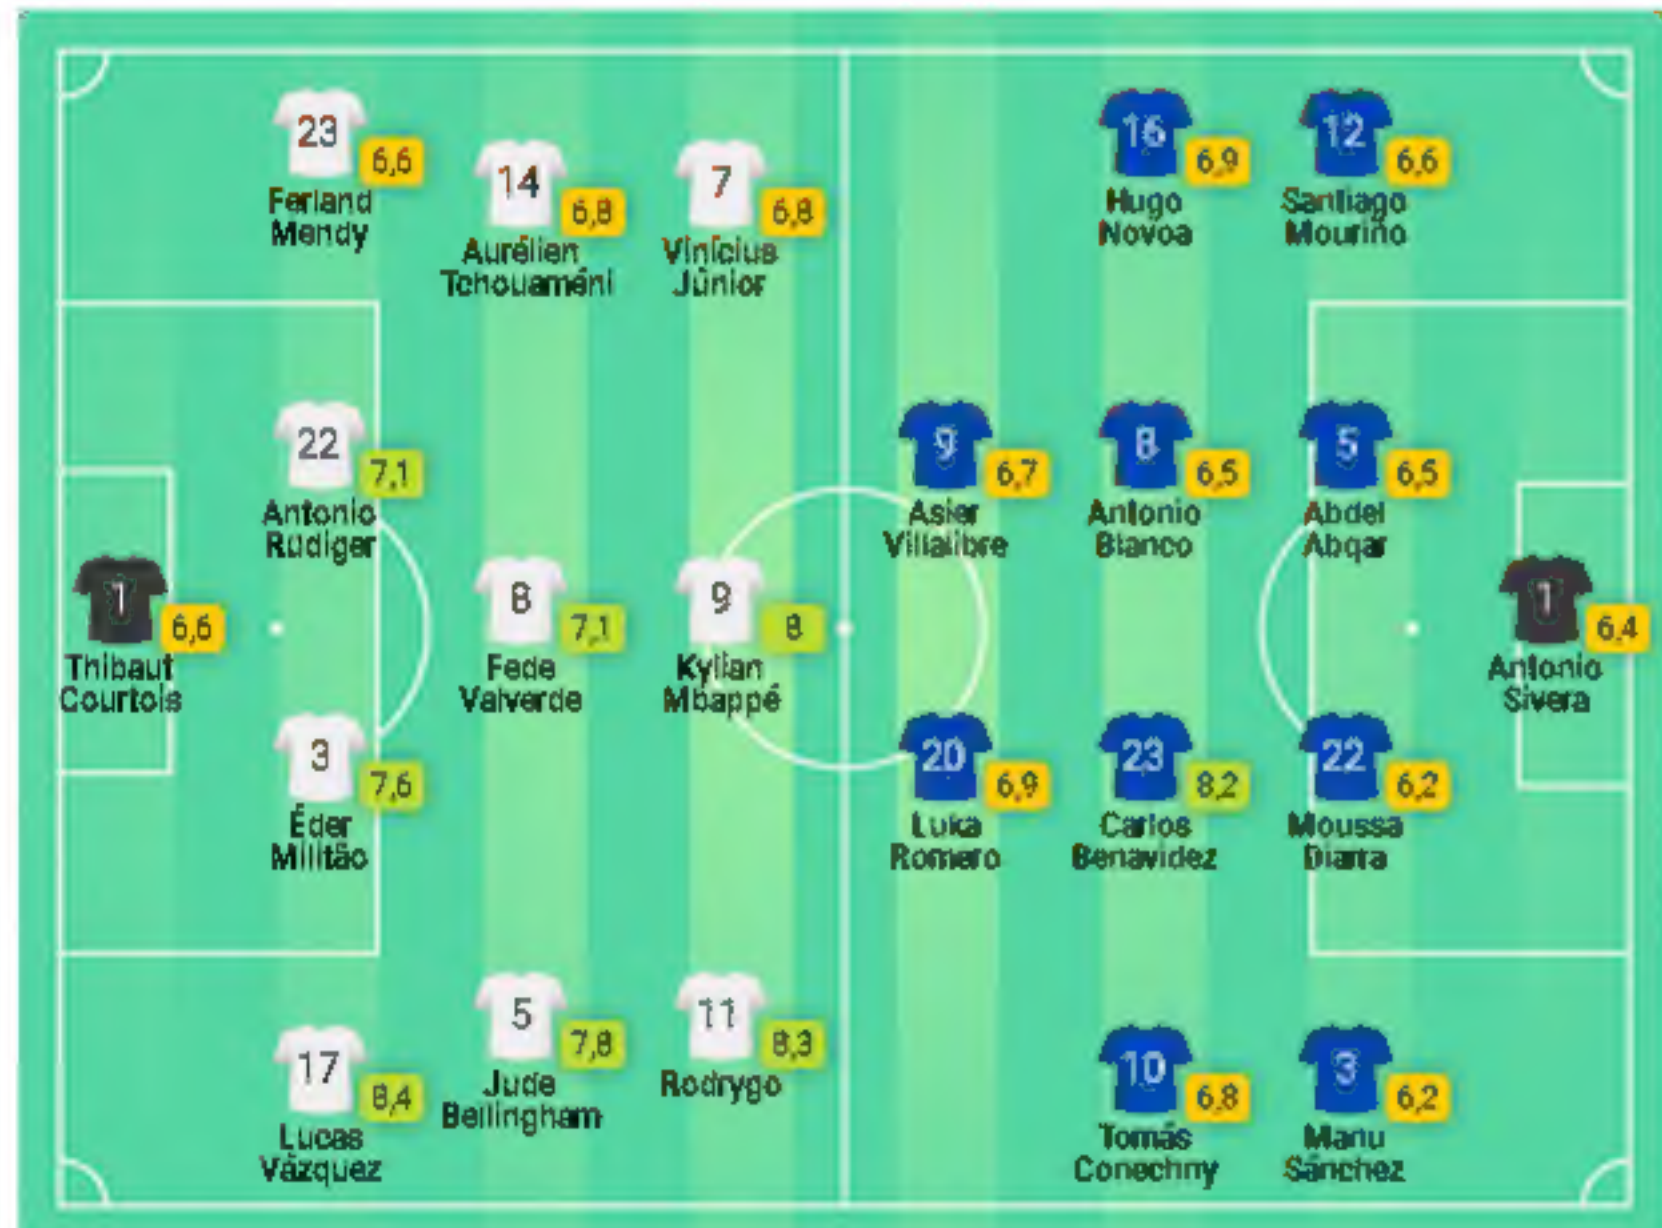 23
6,6
Ferland
Mendy
14
6,8
Aurélien
Tchouaméni
7
6,8
Vinícius
Júnior
22
7,1
Antonio
Rüdiger
1
6,6
Thibaut
Courtois
8
7,1
Fede
Valverde
9
8
Kylian
Mbappé
3
7,6
Éder
Militão
17
8,4
Lucas
Vázquez
5
7,8
Jude
Bellingham
11
8,3
Rodrygo
16
6,9
Hugo
Novoa
12
6,6
Santiago
Mouriño
9
6,7
Asier
Villalibre
8
6,5
Antonio
Blanco
5
6,5
Abdel
Abqar
1
6,4
Antonio
Sivera
20
6,9
Luka
Romero
23
8,2
Carlos
Benavidez
22
6,2
Moussa
Diarra
10
6,8
Tomás
Conechny
3
6,2
Manu
Sánchez